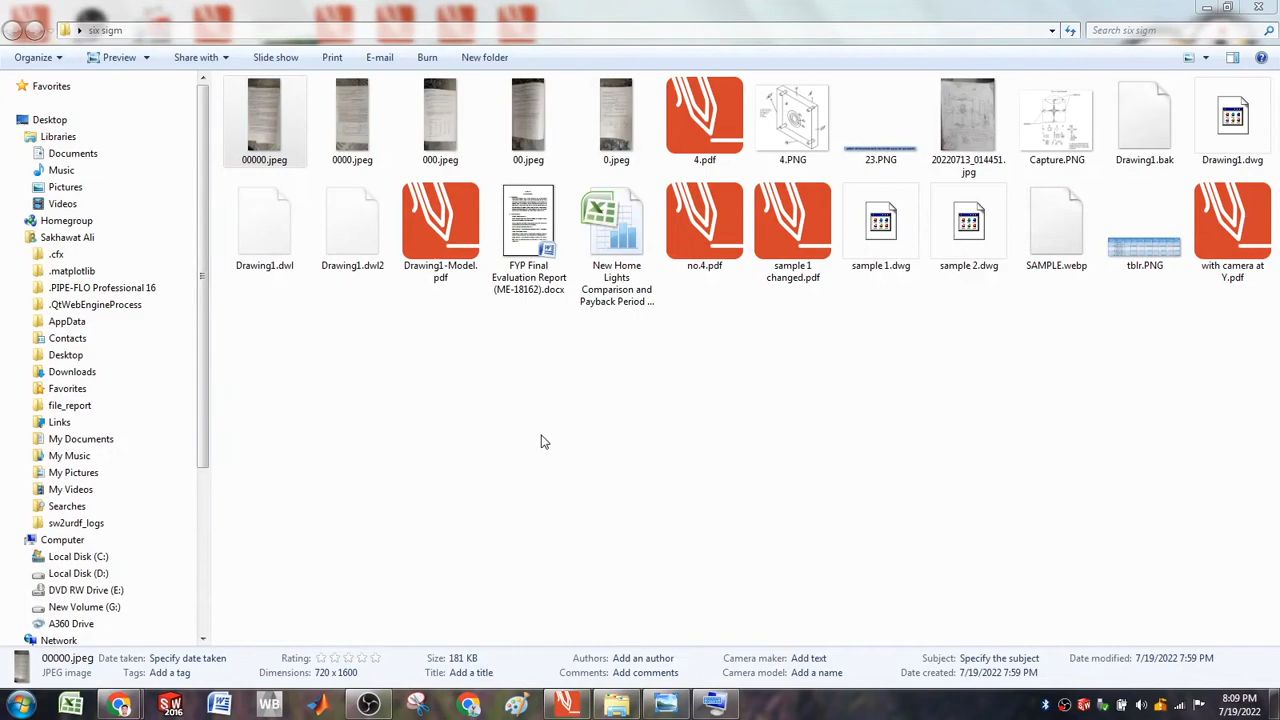 six sigm
Search six sigm
Organize
Preview
Share with
Slide show
Print
E-mail
Burn
New folder
Favorites
Desktop
Libraries
Documents
Music
Pictures
Videos
Homegroup
Sakhawat Ali
.cfx
.matplotlib
.PIPE-FLO Professional 16
.QtWebEngineProcess
AppData
Contacts
Desktop
Downloads
Favorites
file_report
Links
My Documents
My Music
My Pictures
My Videos
Searches
sw2urdf_logs
Computer
Local Disk (C:)
Local Disk (D:)
DVD RW Drive (E:)
New Volume (G:)
A360 Drive
Network
00000.jpeg
0000.jpeg
000.jpeg
00.jpeg
0.jpeg
4.pdf
4.PNG
23.PNG
20220713_014451.
jpg
Capture.PNG
Drawing1.bak
Drawing1.dwg
Drawing1.dwl
Drawing1.dwl2
Drawing1-Model.
pdf
FYP Final
Evaluation Report
(ME-18162).docx
New Home
Lights
Comparison and
Payback Period ...
no.4.pdf
sample 1
changed.pdf
sample 1.dwg
sample 2.dwg
SAMPLE.webp
tblr.PNG
with camera at
Y.pdf
00000.jpeg
JPEG image
Date taken: Specify date taken
Tags: Add a tag
Rating:
Dimensions: 720 x 1600
Size: 181 KB
Title: Add a title
Authors: Add an author
Comments: Add comments
Camera maker: Add text
Camera model: Add a name
Subject: Specify the subject
Date created: 7/19/2022 7:59 PM
Date modified: 7/19/2022 7:59 PM
SW
2016
WB
8:09 PM
7/19/2022